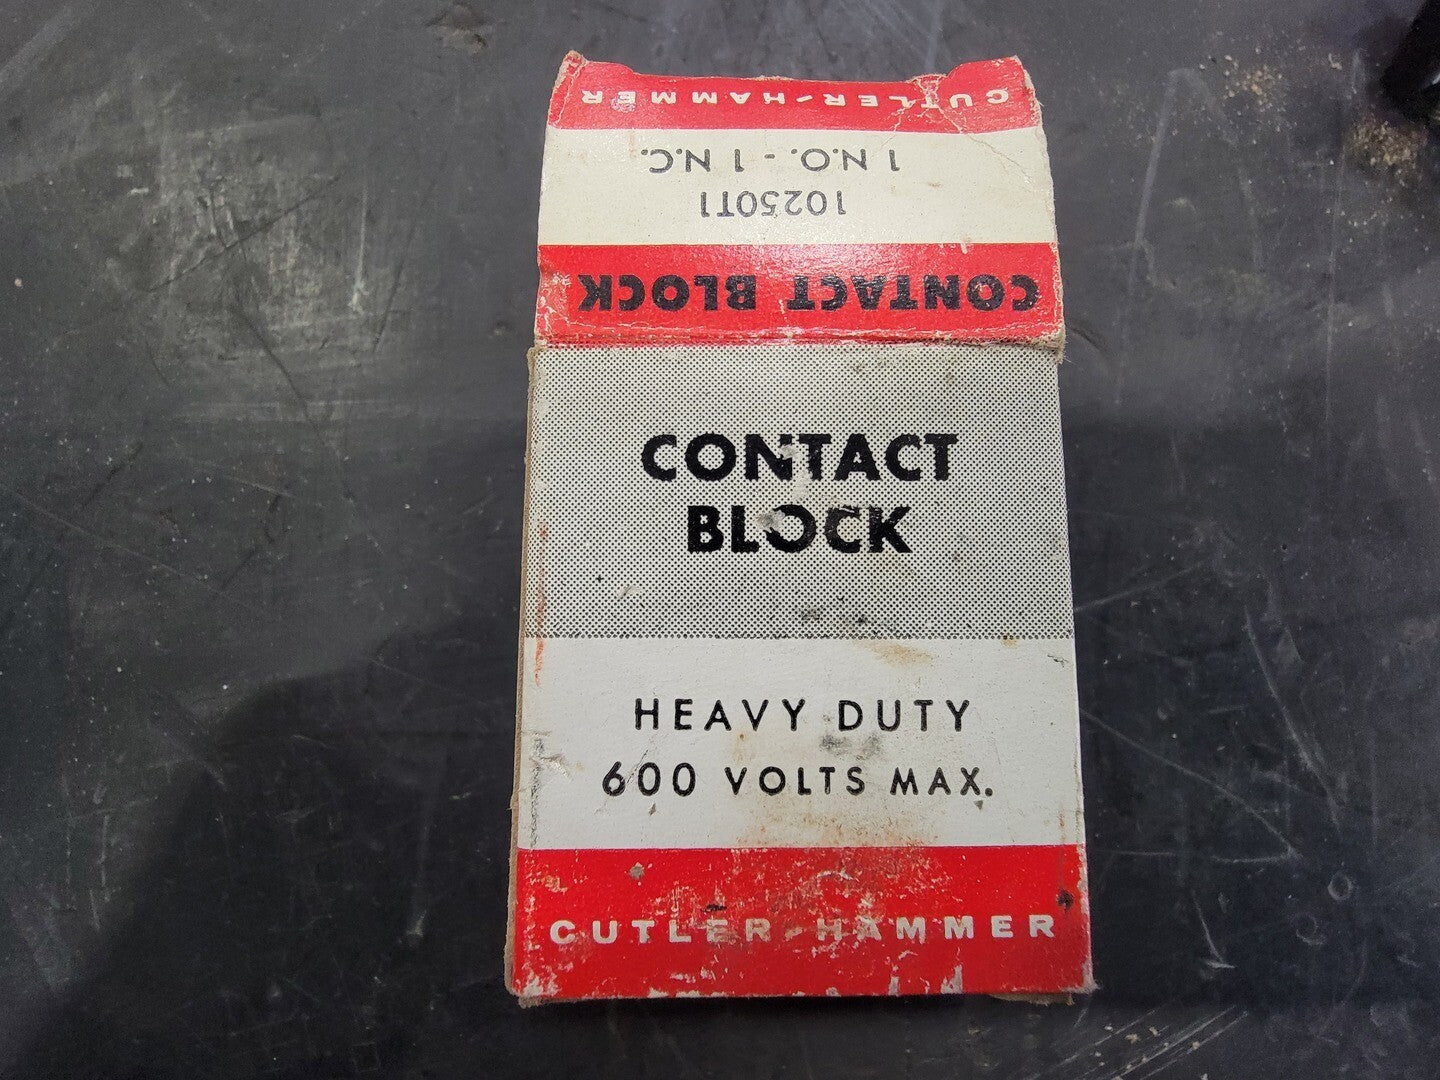 CUTLER-HAMMER
1 N.O. - 1 N.C.
10250T1
CONTACT BLOCK
CONTACT
BLOCK
HEAVY DUTY
600 VOLTS MAX.
CUTLER-HAMMER